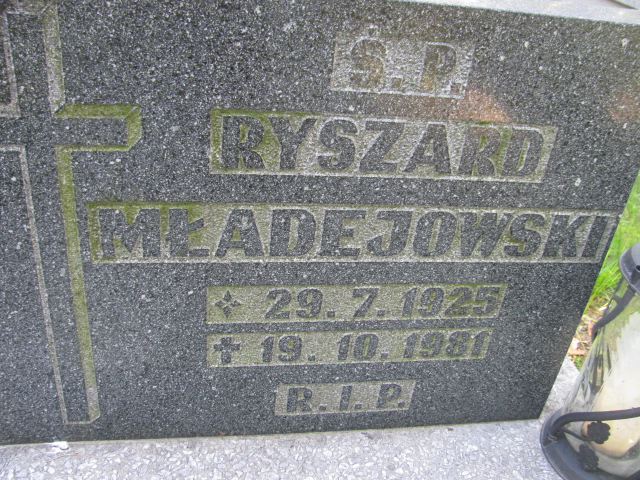 Ś.P.
RYSZARD
MŁADEJOWSKI
✧ 29.7.1925
✝ 19.10.1981
R.I.P.